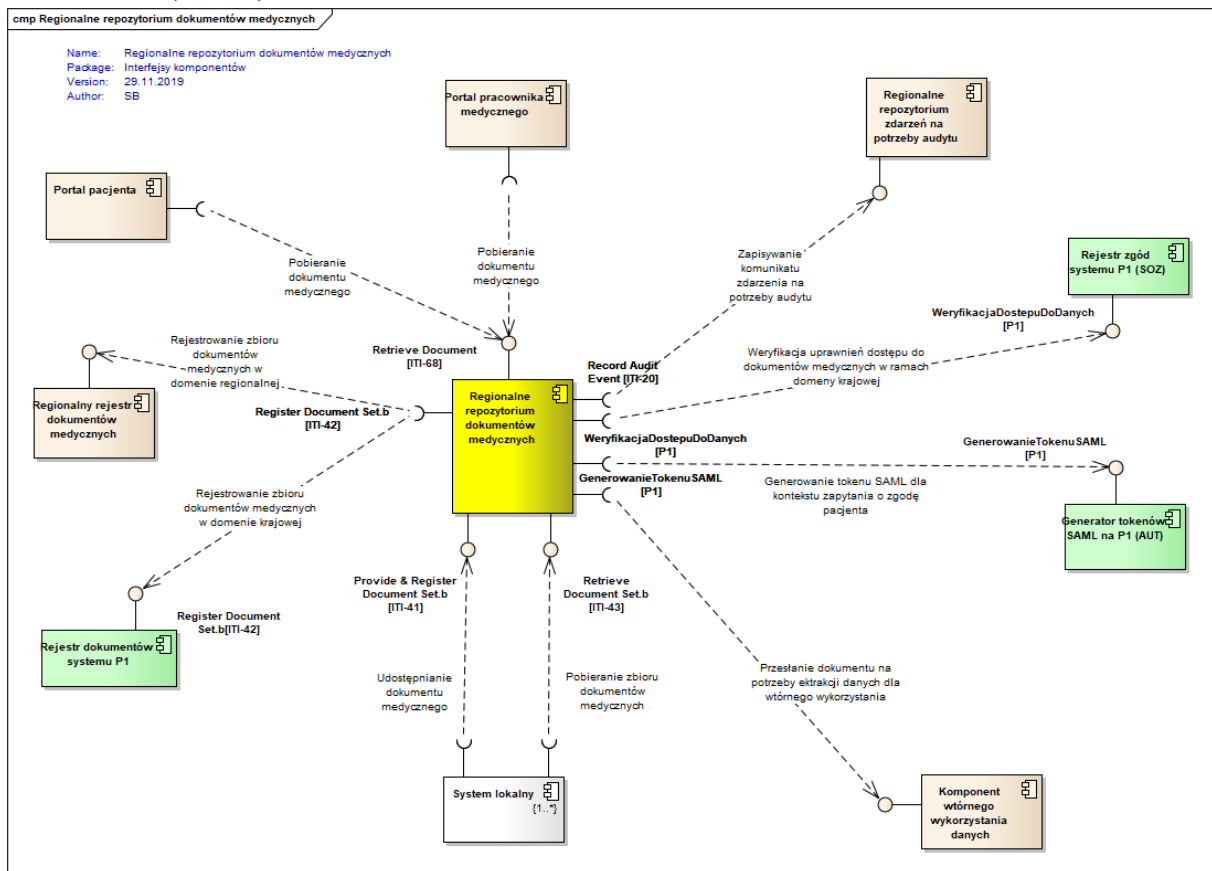 cmp Regionalne repozytorium dokumentów medycznych
Name: Regionalne repozytorium dokumentów medycznych
Package: Interfejsy komponentów
Version: 29.11.2019
Author: SB
Portal pracownika
medycznego
Regionalne
repozytorium
zdarzeń na
potrzeby audytu
Portal pacjenta
Pobieranie
dokumentu
medycznego
Pobieranie
dokumentu
medycznego
Zapisywanie
komunikatu
zdarzenia na
potrzeby audytu
Rejestr zgód
systemu P1 (SOZ)
WeryfikacjaDostepuDoDanych
[P1]
Rejestrowanie zbioru
dokumentów
medycznych w
domenie regionalnej
Retrieve Document
[ITI-68]
Record Audit
Event [ITI-20]
Weryfikacja uprawnień dostępu do
dokumentów medycznych w ramach
domeny krajowej
Regionalny rejestr
dokumentów
medycznych
Register Document Set.b
[ITI-42]
Regionalne
repozytorium
dokumentów
medycznych
WeryfikacjaDostepuDoDanych
[P1]
GenerowanieTokenuSAML
[P1]
GenerowanieTokenuSAML
[P1]
Generowanie tokenu SAML dla
kontekstu zapytania o zgodę
pacjenta
Rejestrowanie zbioru
dokumentów medycznych
w domenie krajowej
Generator tokenów
SAML na P1 (AUT)
Provide & Register
Document Set.b
[ITI-41]
Retrieve
Document Set.b
[ITI-43]
Register Document
Set.b[ITI-42]
Rejestr dokumentów
systemu P1
Udostępnianie
dokumentu
medycznego
Pobieranie zbioru
dokumentów
medycznych
Przesłanie dokumentu na
potrzeby ektrakcji danych dla
wtórnego wykorzystania
System lokalny
{1..*}
Komponent
wtórnego
wykorzystania
danych